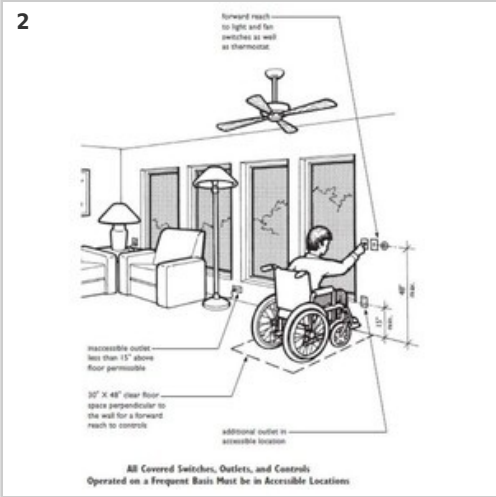 2
forward reach
to light and fan
switches as well
as thermostat
48"
max.
15"
min.
inaccessible outlet
less than 15" above
floor permissible
30" X 48" clear floor
space perpendicular to
the wall for a forward
reach to controls
additional outlet in
accessible location
All Covered Switches, Outlets, and Controls
Operated on a Frequent Basis Must be in Accessible Locations